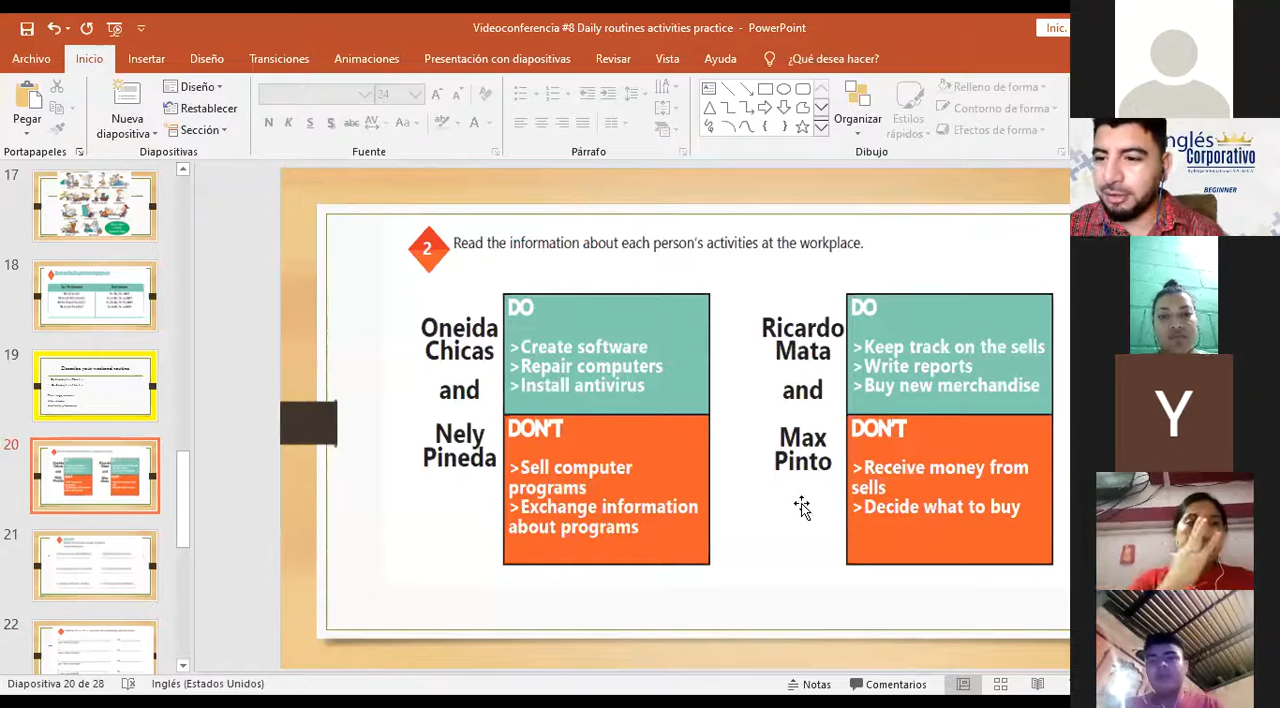 Videoconferencia #8 Daily routines activities practice - PowerPoint
Inic.
Archivo Inicio Insertar Diseño Transiciones Animaciones Presentación con diapositivas Revisar Vista Ayuda ¿Qué desea hacer?
Pegar
Nueva diapositiva
Diseño
Restablecer
Sección
24
N K S S abc AV Aa A
Organizar
Estilos rápidos
Relleno de forma
Contorno de forma
Efectos de forma
Portapapeles Diapositivas Fuente Párrafo Dibujo
17
18
19
20
21
22
2 Read the information about each person's activities at the workplace.
Oneida
Chicas
and
Nely
Pineda
DO
>Create software
>Repair computers
>Install antivirus
DON'T
>Sell computer
programs
>Exchange information
about programs
Ricardo
Mata
and
Max
Pinto
DO
>Keep track on the sells
>Write reports
>Buy new merchandise
DON'T
>Receive money from
sells
>Decide what to buy
Diapositiva 20 de 28 Inglés (Estados Unidos) Notas Comentarios
Inglés
Corporativo
BEGINNER
Y